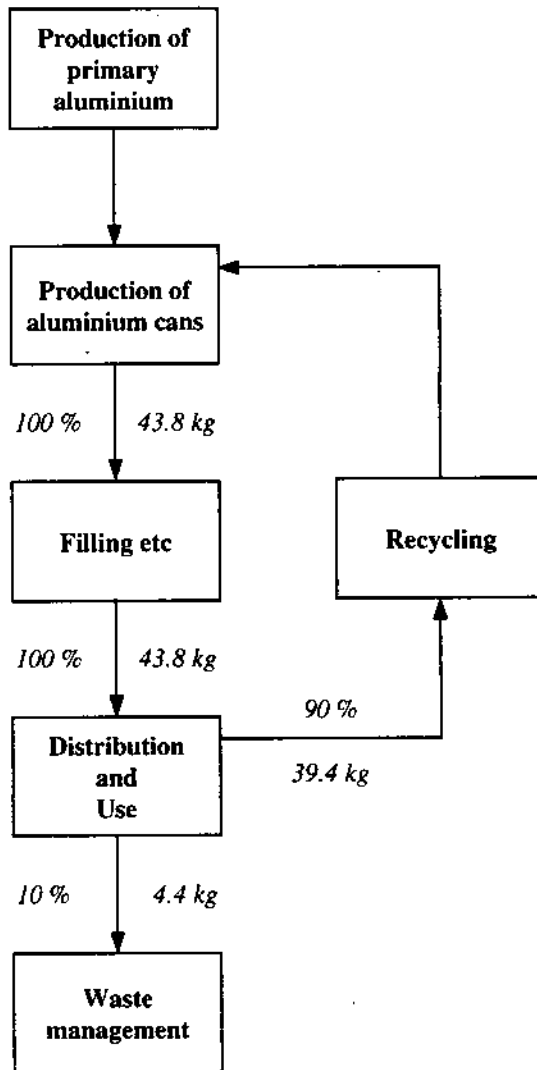 Production of
primary
aluminium
Production of
aluminium cans
100 % 43.8 kg
Filling etc
Recycling
100 % 43.8 kg
90 %
Distribution
and
Use
39.4 kg
10 % 4.4 kg
Waste
management